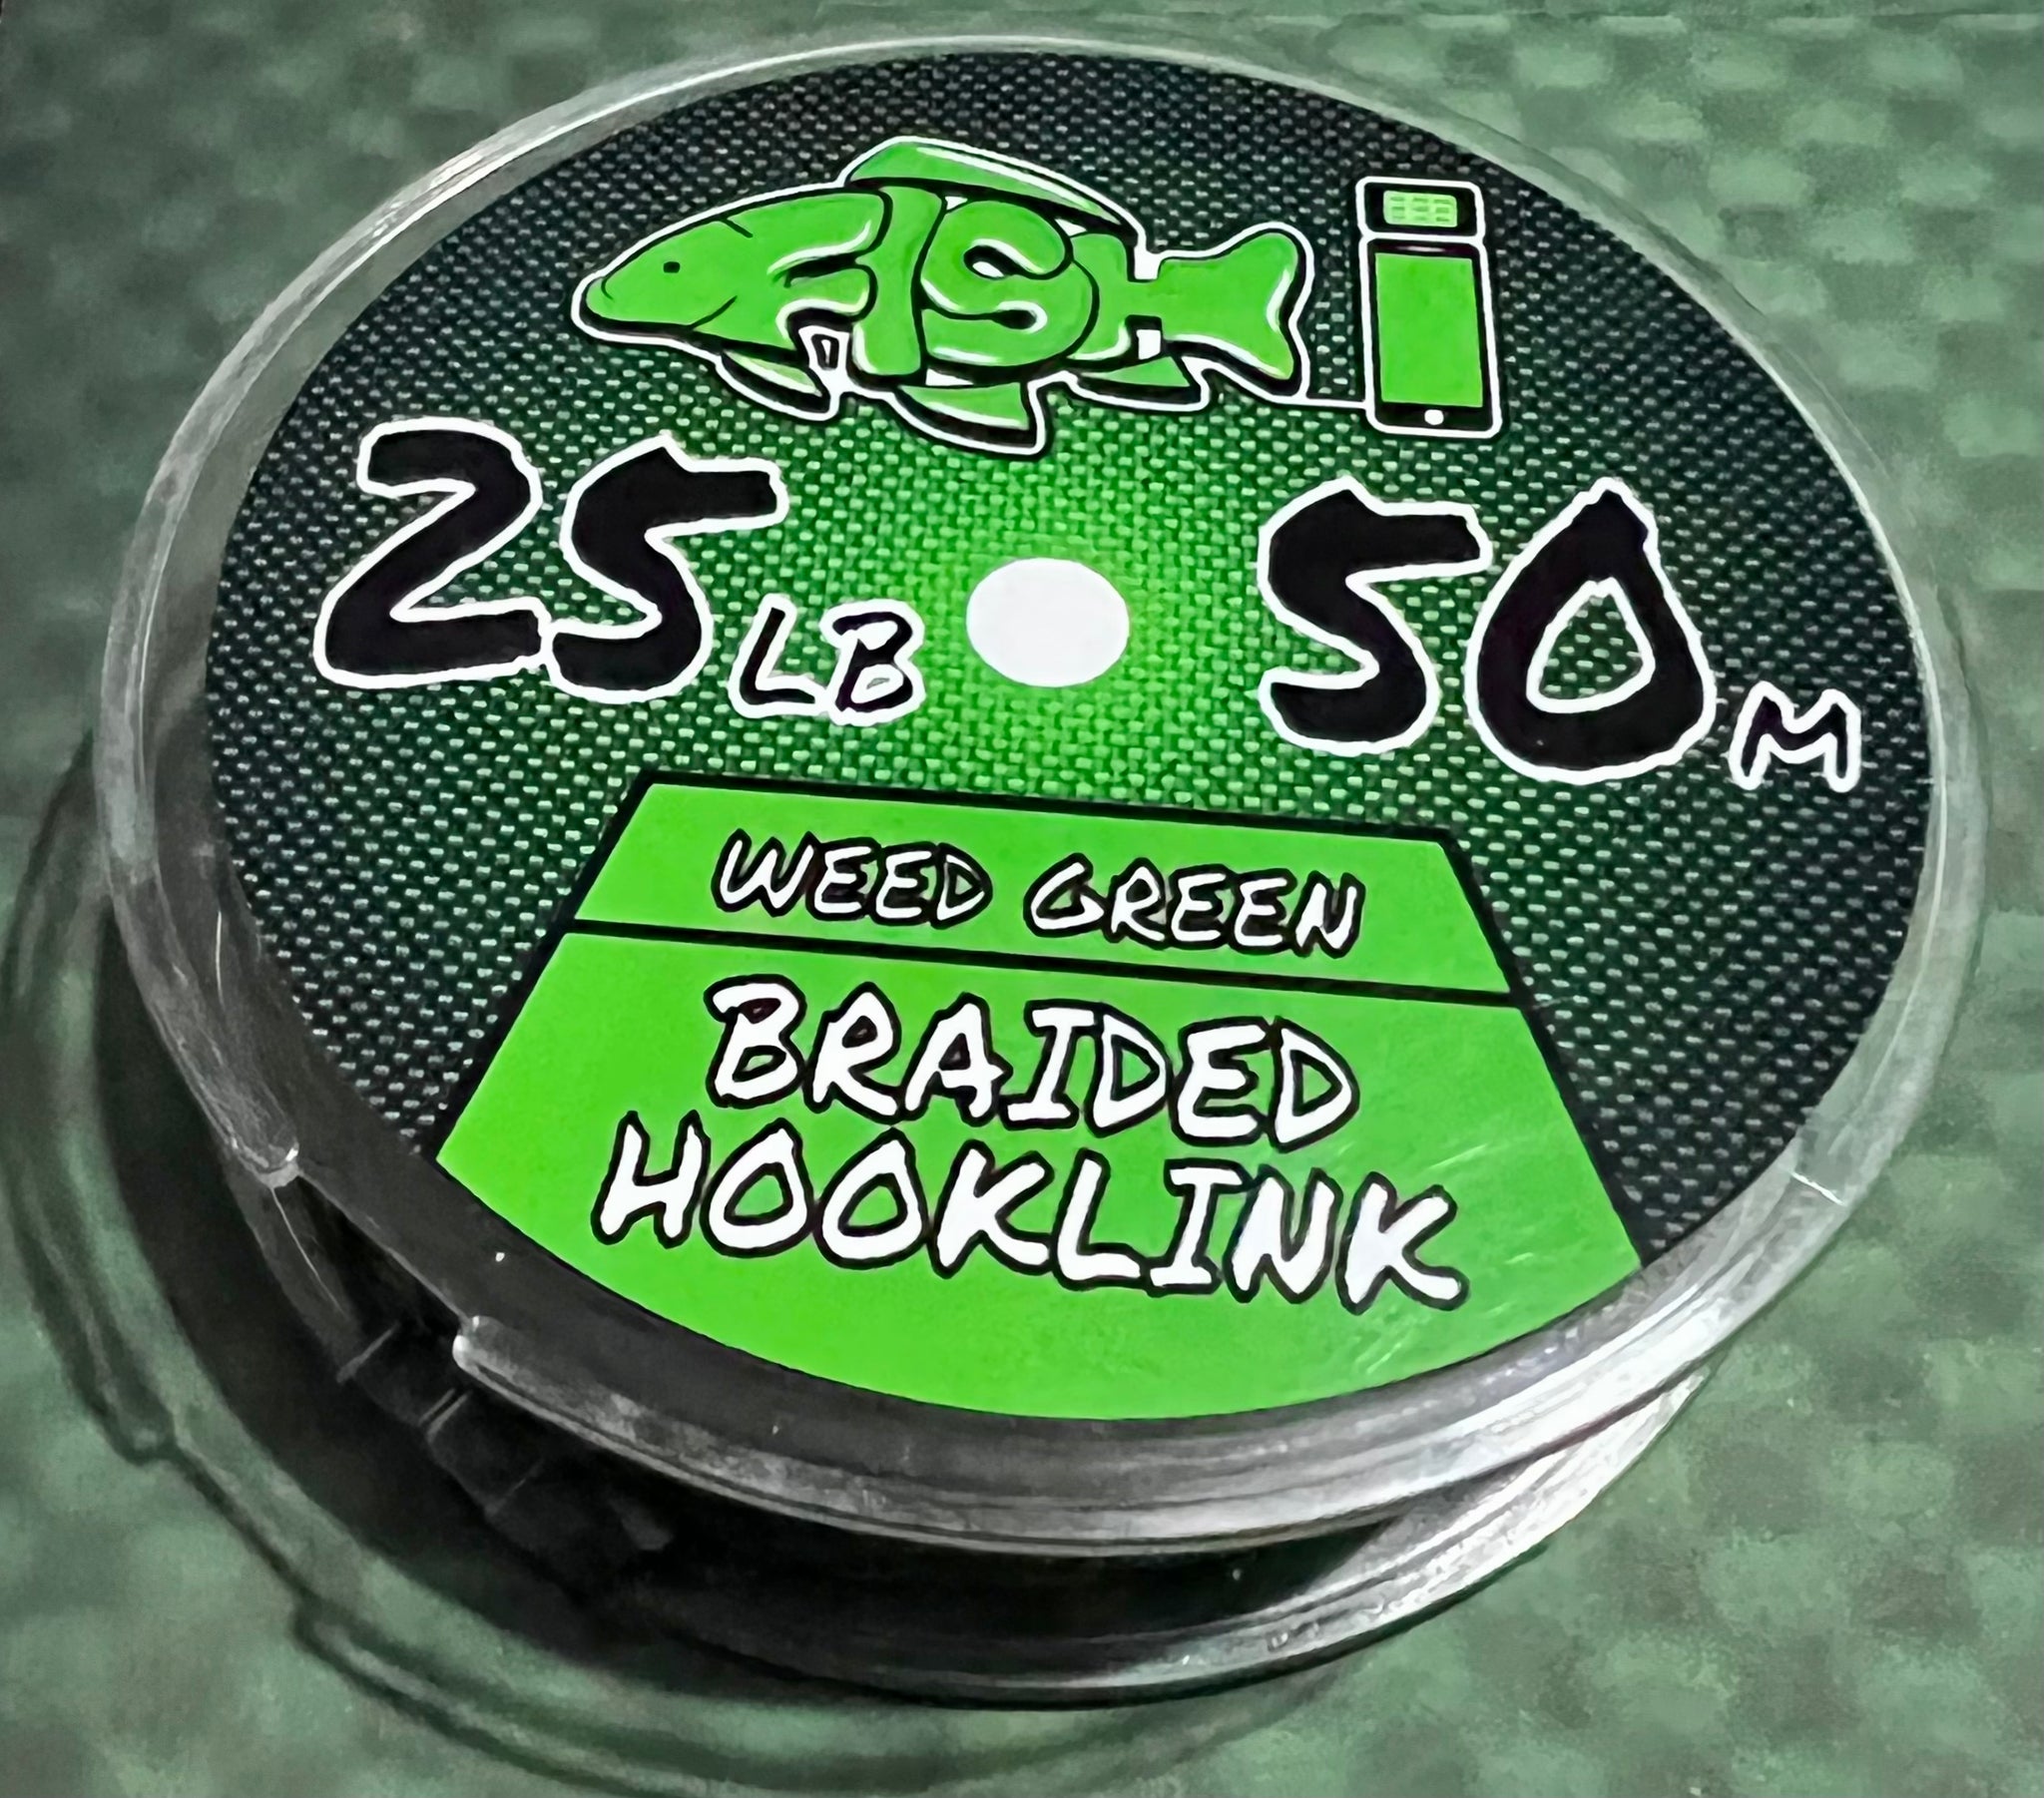 FISH i
25LB 50M
WEED GREEN
BRAIDED
HOOKLINK